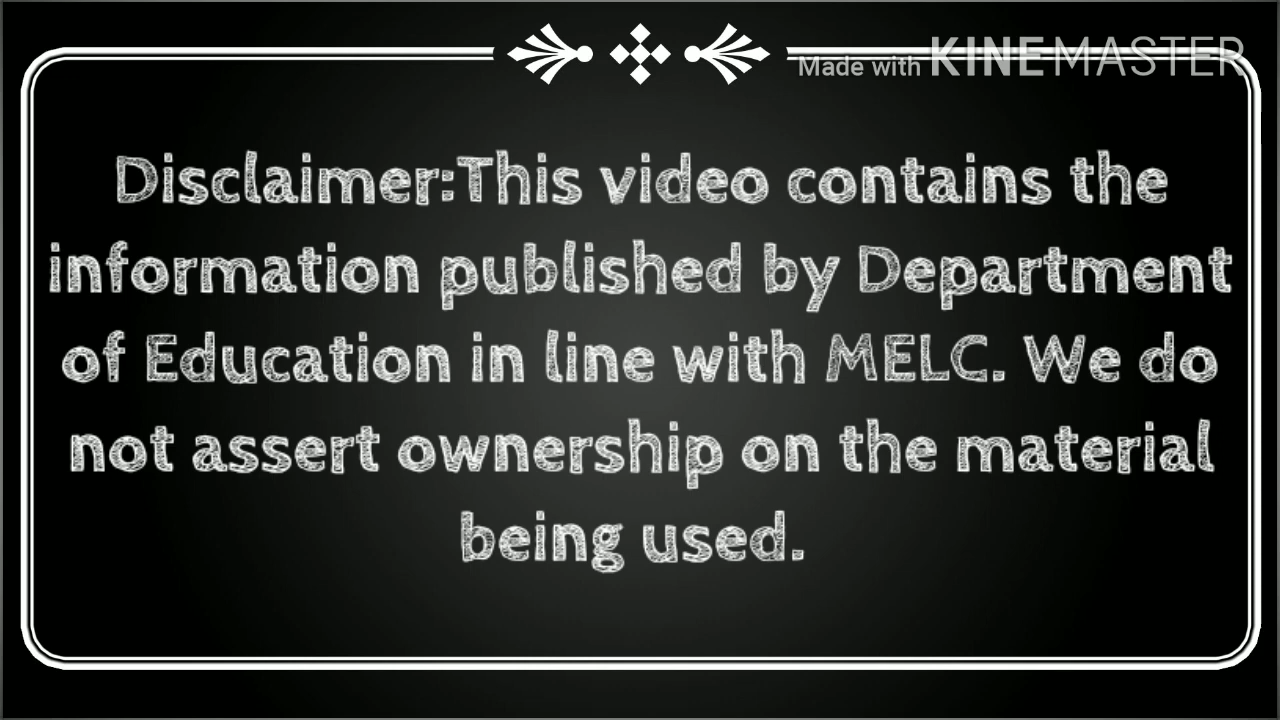 Made with KINEMASTER
Disclaimer:This video contains the
information published by Department
of Education in line with MELC. We do
not assert ownership on the material
being used.